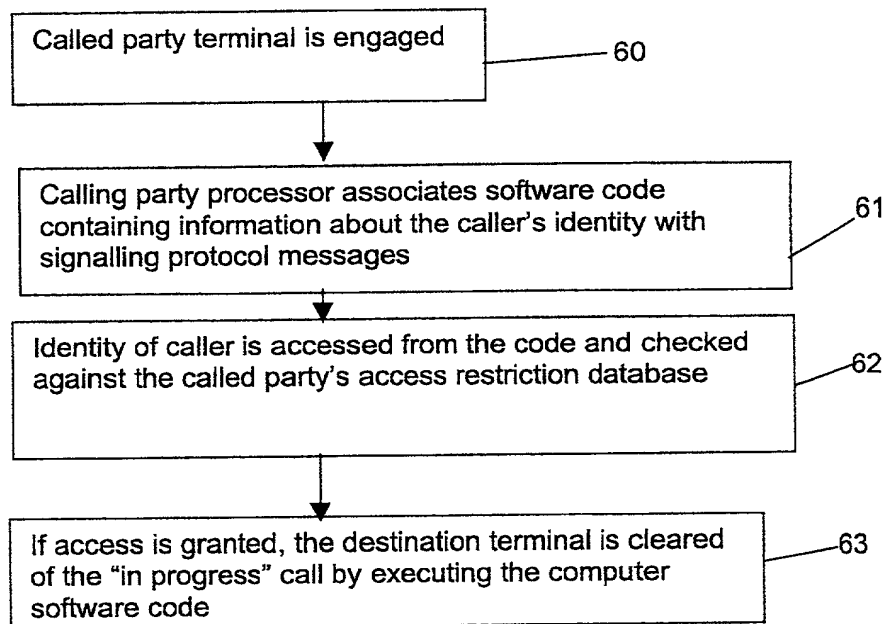 Called party terminal is engaged
60
Calling party processor associates software code
containing information about the caller's identity with
signalling protocol messages
61
Identity of caller is accessed from the code and checked
against the called party's access restriction database
62
If access is granted, the destination terminal is cleared
of the "in progress" call by executing the computer
software code
63